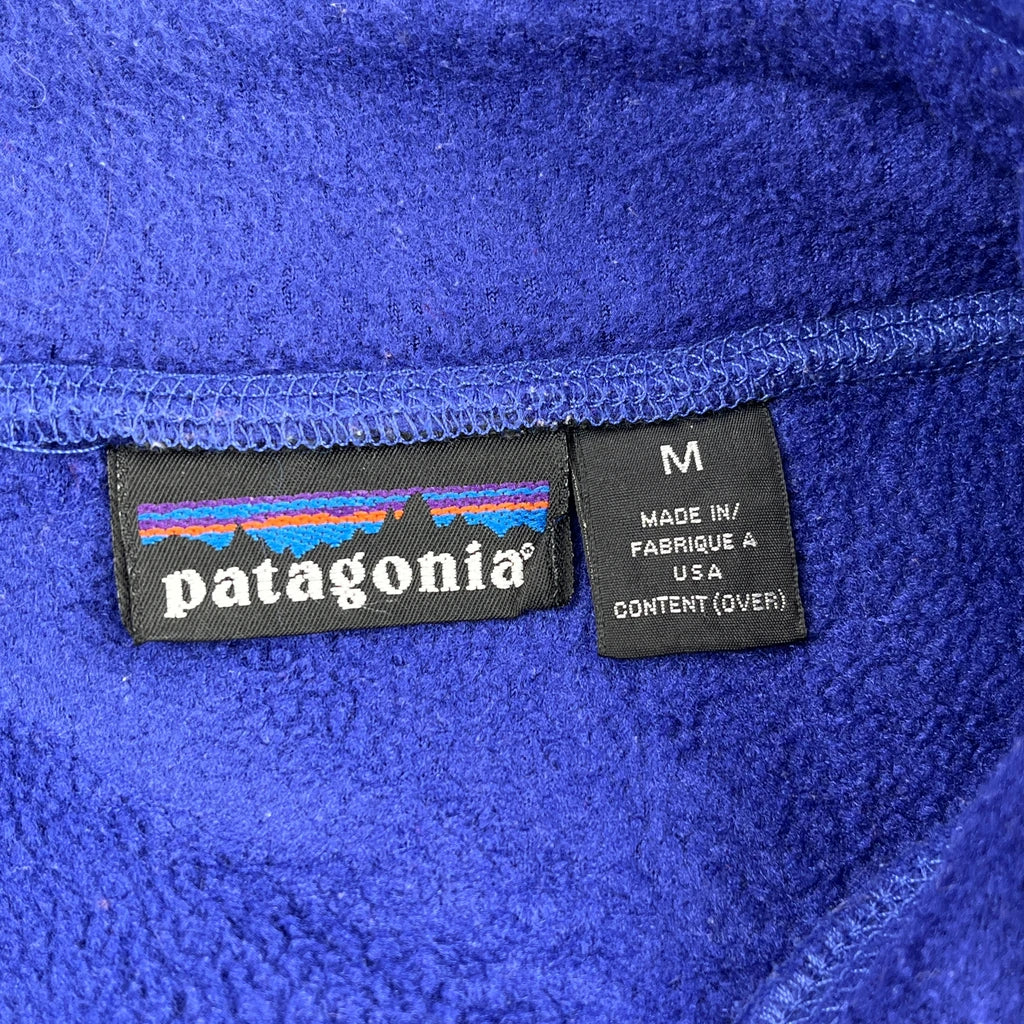 patagonia®
M
MADE IN/
FABRIQUE A
USA
CONTENT (OVER)